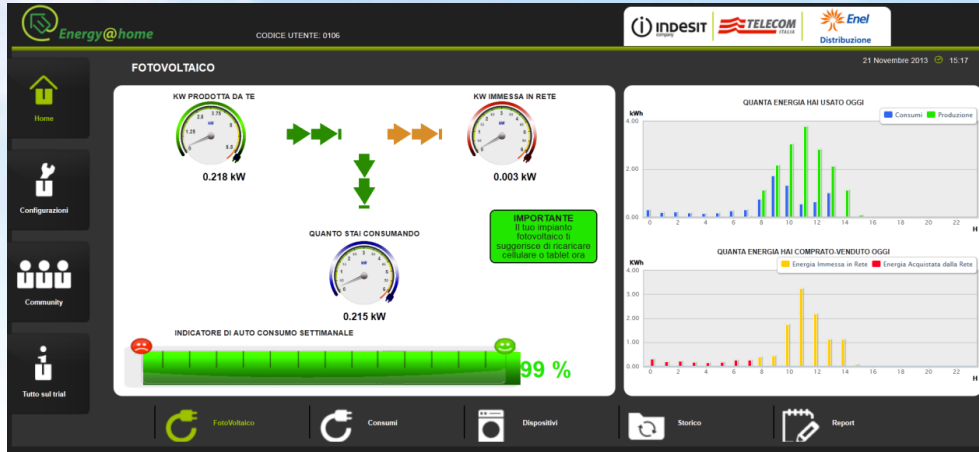 Energy@home
CODICE UTENTE: 0106
indesit
company
TELECOM
ITALIA
Enel
Distribuzione
21 Novembre 2013 15:17
Home
Configurazioni
Community
Tutto sul trial
FOTOVOLTAICO
KW PRODOTTA DA TE
0.218 kW
KW IMMESSA IN RETE
0.003 kW
IMPORTANTE
Il tuo impianto
fotovoltaico ti
suggerisce di ricaricare
cellulare o tablet ora
QUANTO STAI CONSUMANDO
0.215 kW
INDICATORE DI AUTO CONSUMO SETTIMANALE
99 %
QUANTA ENERGIA HAI USATO OGGI
kWh
Consumi Produzione
4.00
2.00
0.00
0 2 4 6 8 10 12 14 16 18 20 22
H
QUANTA ENERGIA HAI COMPRATO-VENDUTO OGGI
KWh
Energia Immessa in Rete Energia Acquistata dalla Rete
4.00
3.00
2.00
1.00
0.00
0 2 4 6 8 10 12 14 16 18 20 22
H
FotoVoltaico
Consumi
Dispositivi
Storico
Report